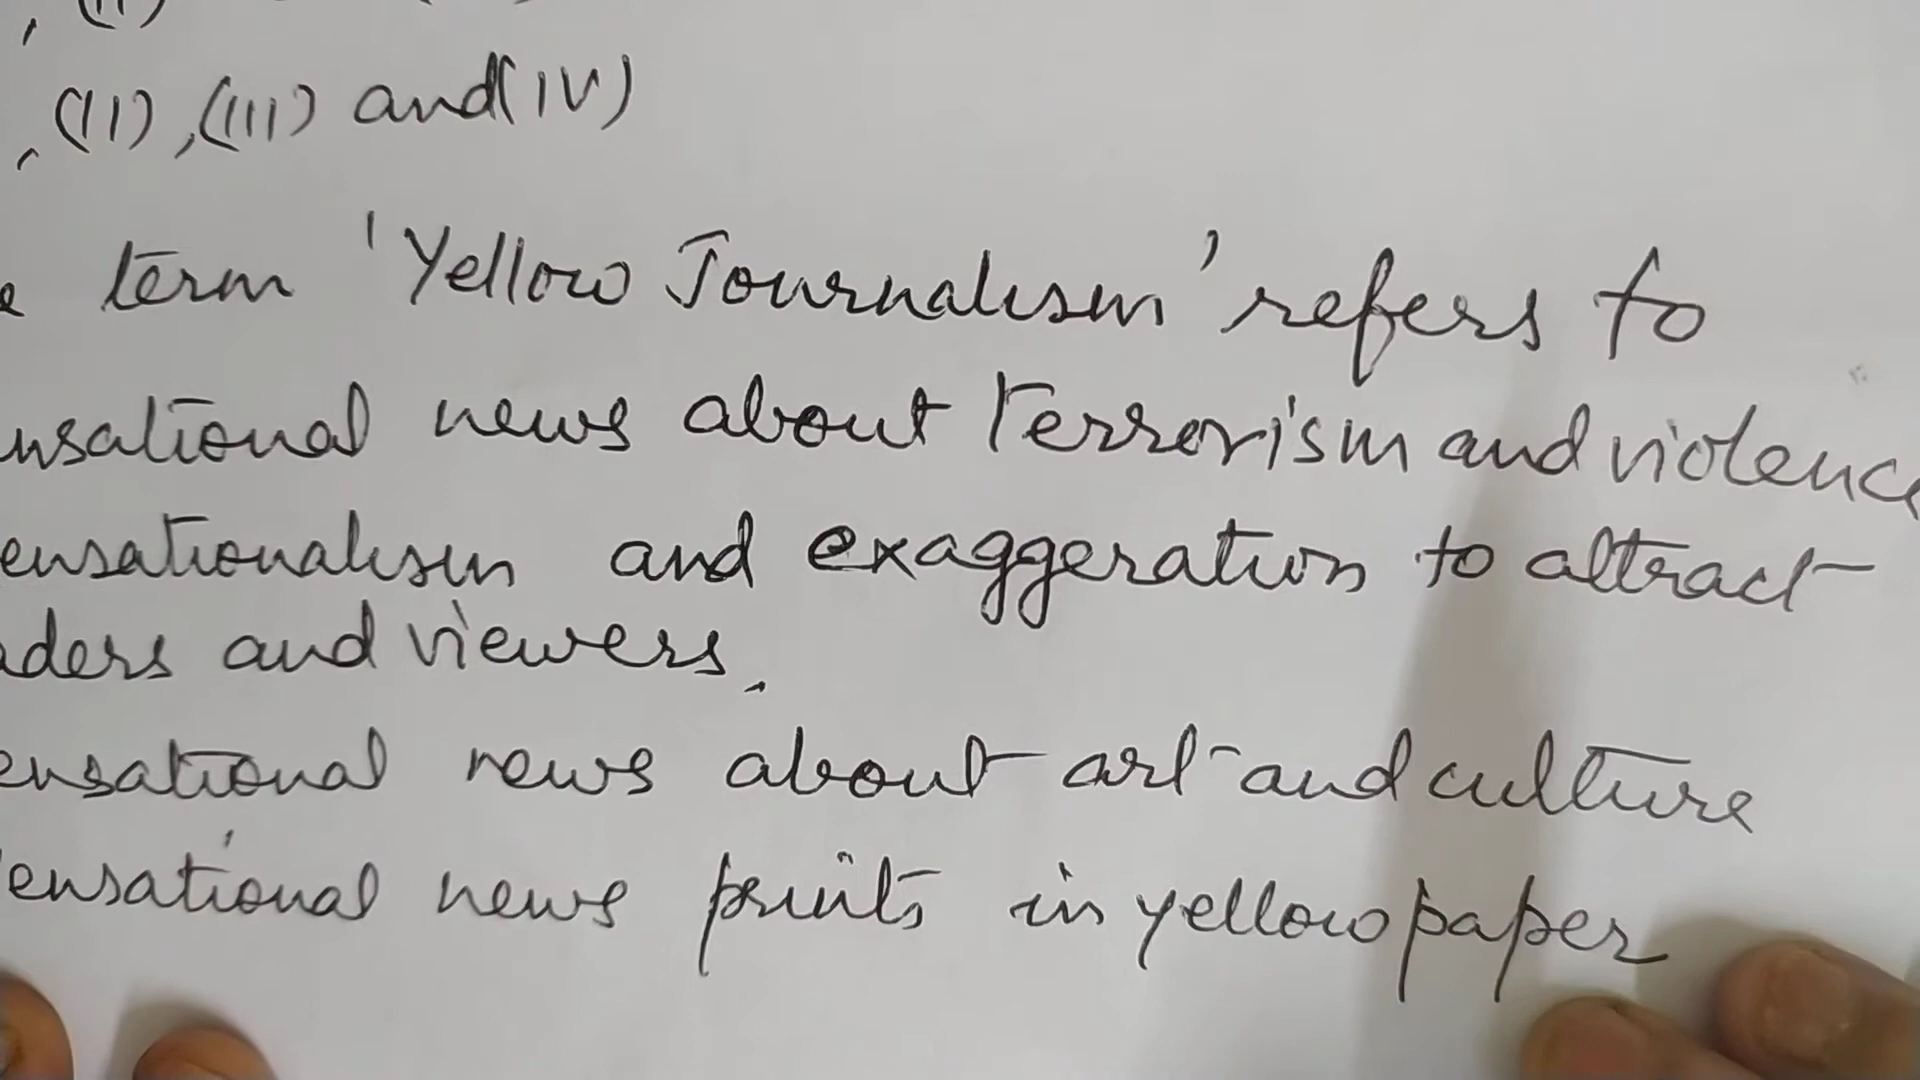 , (II)
, (II), (III) and (IV)
term 'Yellow Journalism' refers to
nsational news about Terrorism and violence
ensationalism and exaggeration to attract
aders and viewers.
ensational news about art and culture
ensational news prints in yellow paper